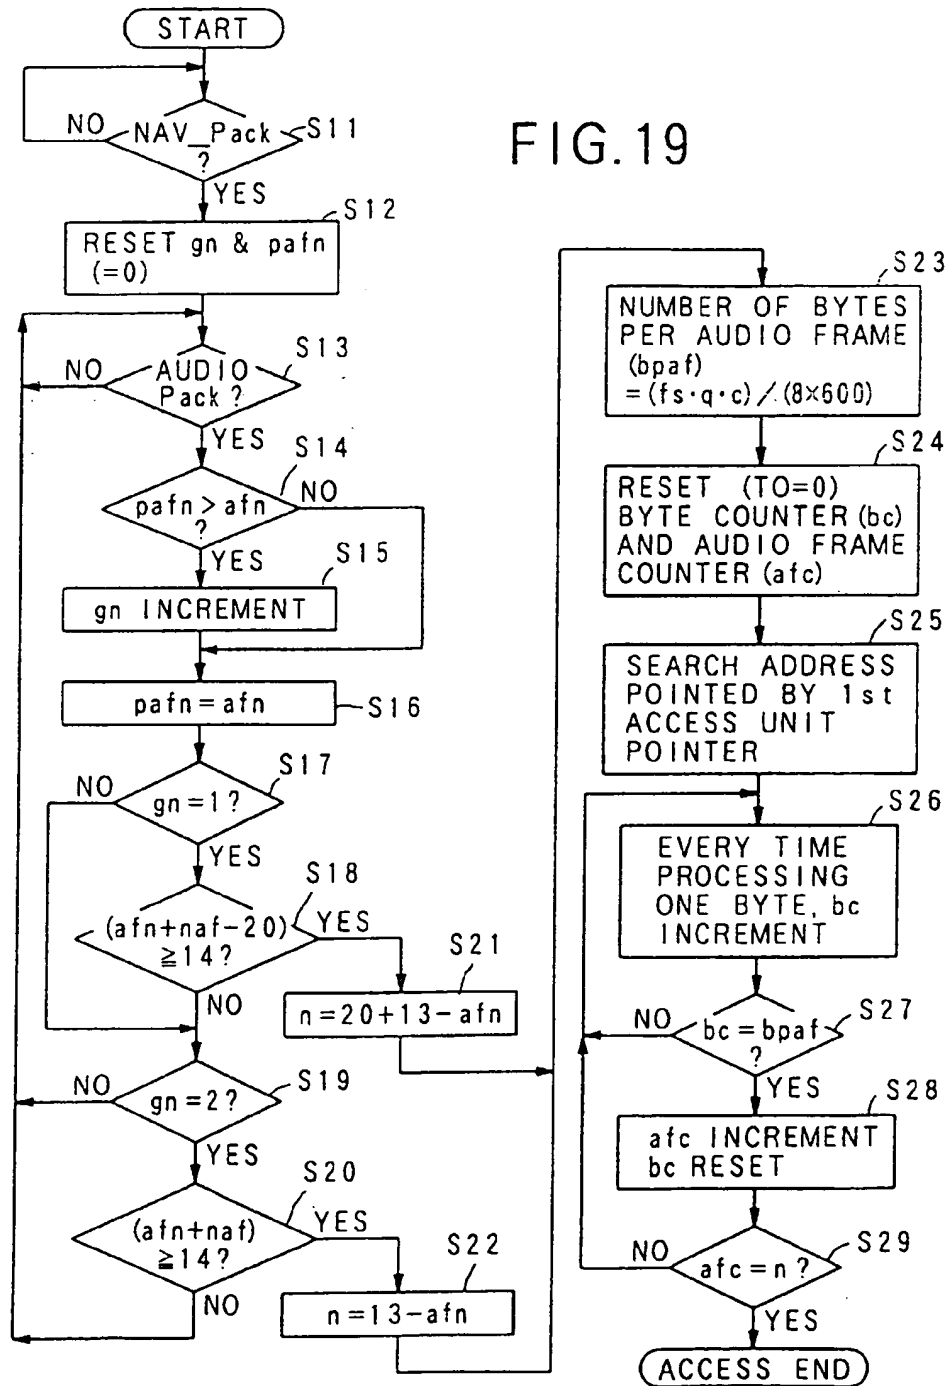 START
NO
NAV_Pack
?
S11
YES
S12
RESET gn & pafn
(=0)
NO
AUDIO
Pack ?
S13
YES
S14
pafn > afn
?
NO
YES
S15
gn INCREMENT
pafn = afn
S16
NO
gn = 1 ?
S17
YES
(afn+naf-20)
≧14?
S18
YES
NO
S21
n=20+13-afn
NO
gn=2?
S19
YES
(afn+naf)
≧14?
S20
YES
NO
S22
n=13-afn
FIG.19
S23
NUMBER OF BYTES
PER AUDIO FRAME
(bpaf)
=(fs·q·c)/(8×600)
S24
RESET (TO=0)
BYTE COUNTER (bc)
AND AUDIO FRAME
COUNTER (afc)
S25
SEARCH ADDRESS
POINTED BY 1st
ACCESS UNIT
POINTER
S26
EVERY TIME
PROCESSING
ONE BYTE, bc
INCREMENT
NO
bc = bpaf
?
S27
YES
S28
afc INCREMENT
bc RESET
NO
afc = n ?
S29
YES
ACCESS END